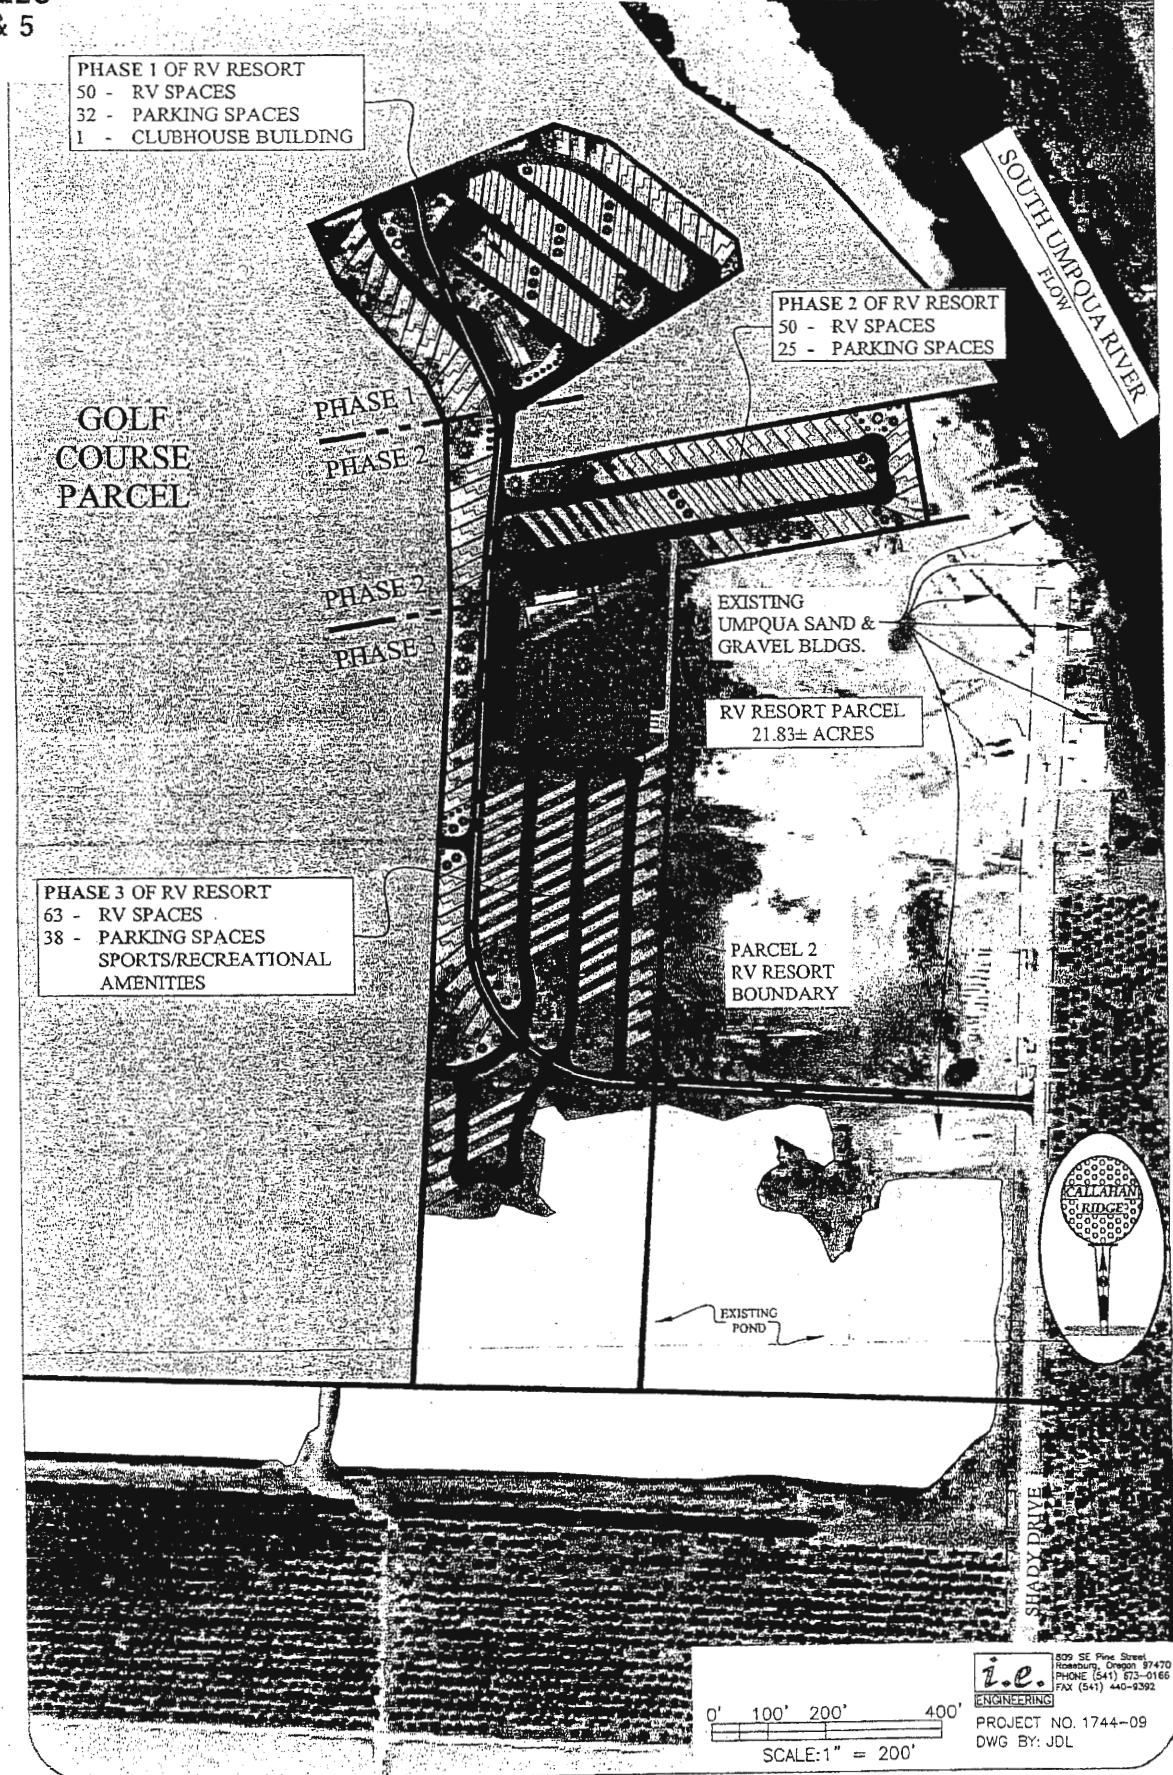 & 5
PHASE 1 OF RV RESORT
50 - RV SPACES
32 - PARKING SPACES
1 - CLUBHOUSE BUILDING
SOUTH UMPQUA RIVER
FLOW
PHASE 2 OF RV RESORT
50 - RV SPACES
25 - PARKING SPACES
GOLF
COURSE
PARCEL
PHASE 1
PHASE 2
PHASE 2
PHASE 3
EXISTING
UMPQUA SAND &
GRAVEL BLDGS.
RV RESORT PARCEL
21.83± ACRES
PHASE 3 OF RV RESORT
63 - RV SPACES
38 - PARKING SPACES
SPORTS/RECREATIONAL
AMENITIES
PARCEL 2
RV RESORT
BOUNDARY
CALLAHAN
RIDGE
EXISTING
POND
SHADY DRIVE
i.e.
ENGINEERING
809 SE Pine Street
Roseburg, Oregon 97470
PHONE (541) 673-0166
FAX (541) 440-9392
PROJECT NO. 1744-09
DWG BY: JDL
0' 100' 200' 400'
SCALE: 1" = 200'